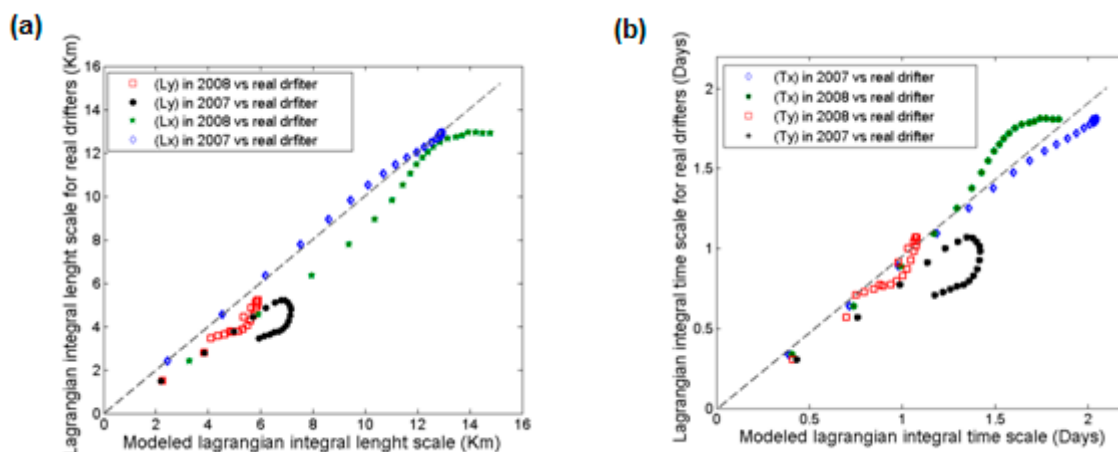 (a)
Lagrangian integral lenght scale for real drifters (Km)
16
14
12
10
8
6
4
2
0
(Ly) in 2008 vs real drfiter
(Ly) in 2007 vs real drfiter
(Lx) in 2008 vs real drfiter
(Lx) in 2007 vs real drfiter
0 2 4 6 8 10 12 14 16
Modeled lagrangian integral lenght scale (Km)
(b)
Lagrangian integral time scale for real drifters (Days)
2
1.5
1
0.5
0
(Tx) in 2007 vs real drifter
(Tx) in 2008 vs real drifter
(Ty) in 2008 vs real drifter
(Ty) in 2007 vs real drifter
0.5 1 1.5 2
Modeled lagrangian integral time scale (Days)